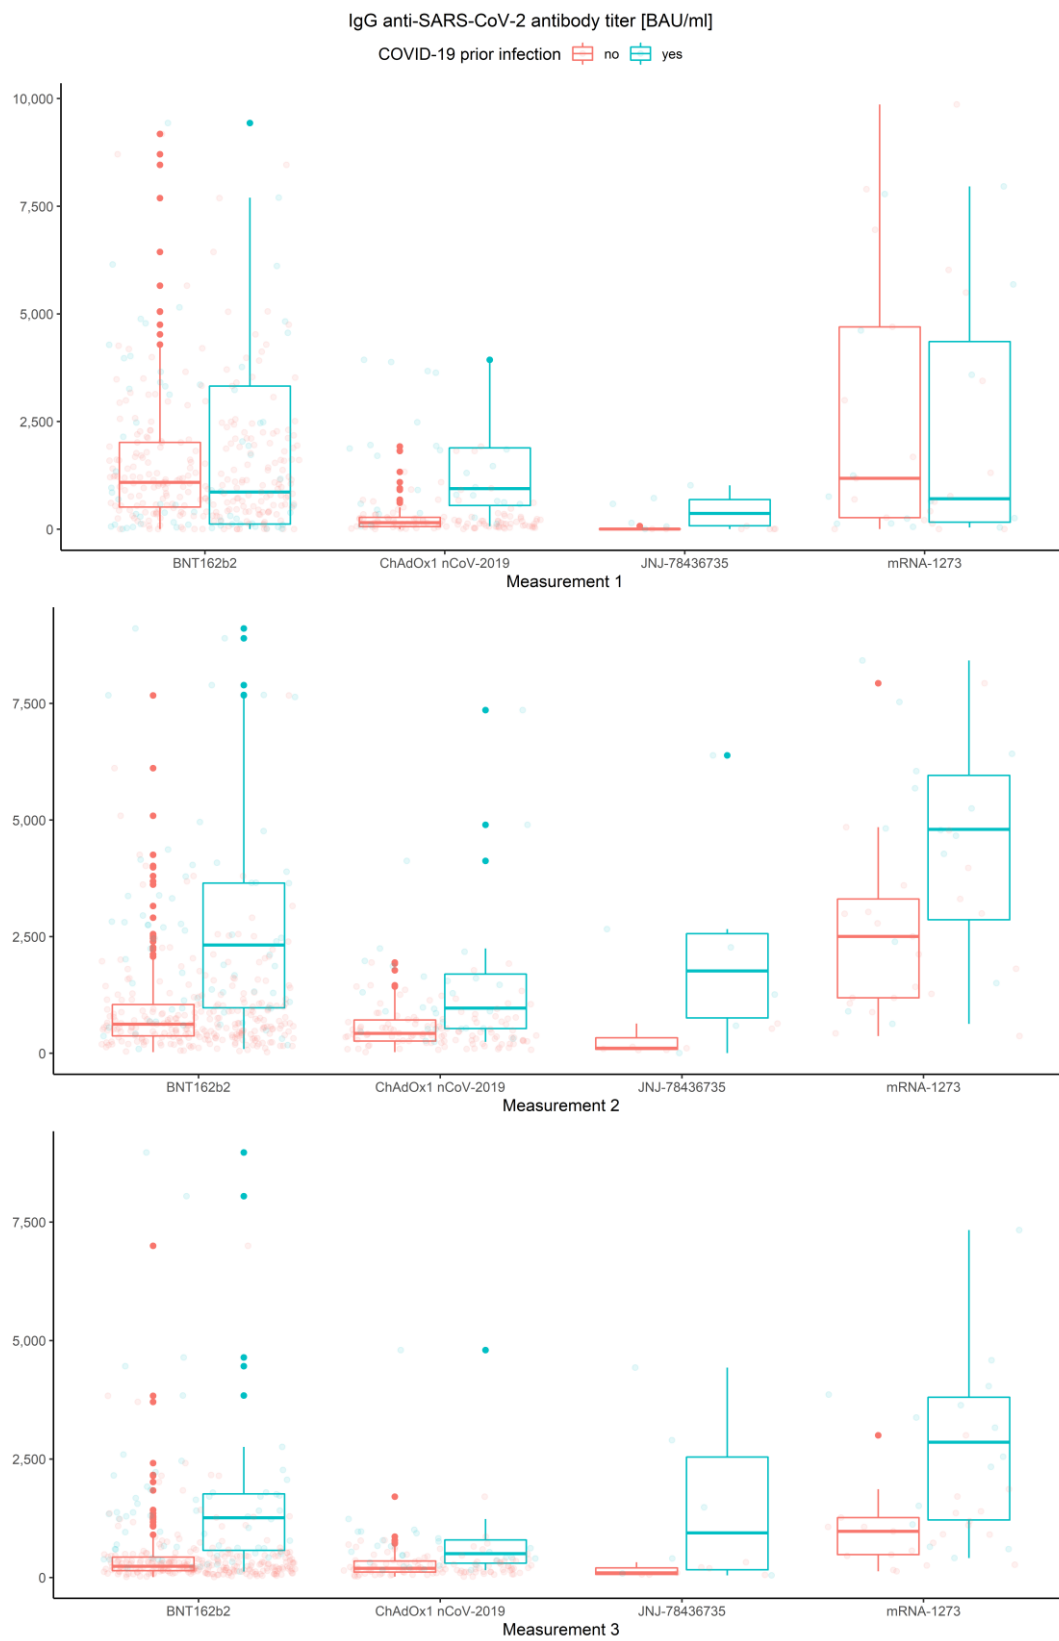 IgG anti-SARS-CoV-2 antibody titer [BAU/ml]
COVID-19 prior infection no yes
10,000
7,500
5,000
2,500
0
BNT162b2 ChAdOx1 nCoV-2019 JNJ-78436735 mRNA-1273
Measurement 1
7,500
5,000
2,500
0
BNT162b2 ChAdOx1 nCoV-2019 JNJ-78436735 mRNA-1273
Measurement 2
7,500
5,000
2,500
0
BNT162b2 ChAdOx1 nCoV-2019 JNJ-78436735 mRNA-1273
Measurement 3